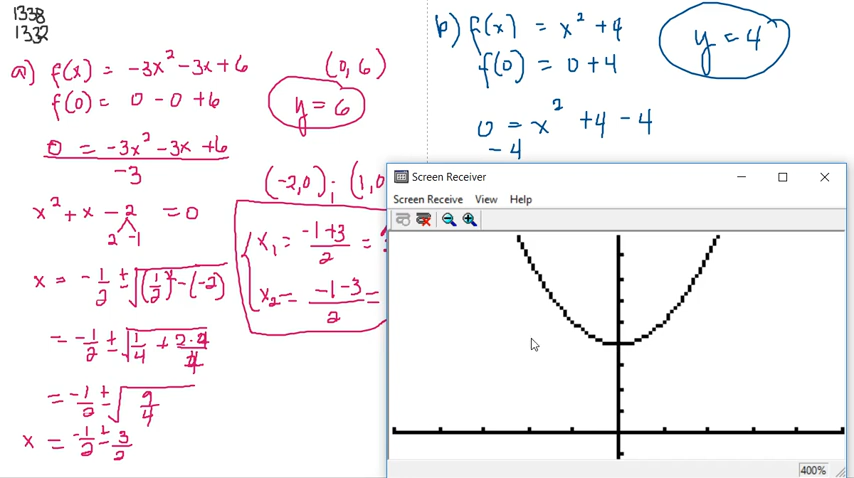 1338
1332
a) f(x) = -3x² - 3x + 6
(0, 6)
f(0) = 0 - 0 + 6
y = 6
0 = -3x² - 3x + 6
-3
x² + x - 2 = 0
2 -1
(-2,0); (1,0
x₁ = -1+3/2 =
x = -1/2 ± √(1/2)² - (-2)
x₂ = -1-3/2 =
= -1/2 ± √1/4 + 2·4/4
= -1/2 ± √9/4
x = -1/2 ± 3/2
b) f(x) = x² + 4
y = 4
f(0) = 0 + 4
0 = x² + 4 - 4
-4
Screen Receiver
Screen Receive View Help
400%